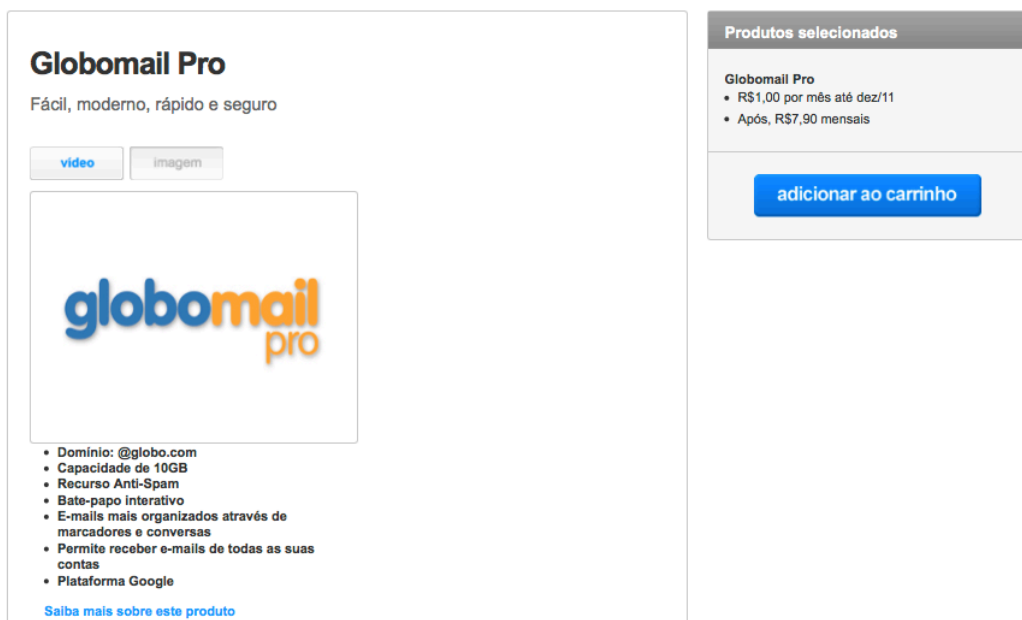 Globomail Pro
Fácil, moderno, rápido e seguro
vídeo
imagem
globomail
pro
• Domínio: @globo.com
• Capacidade de 10GB
• Recurso Anti-Spam
• Bate-papo interativo
• E-mails mais organizados através de
marcadores e conversas
• Permite receber e-mails de todas as suas
contas
• Plataforma Google
Saiba mais sobre este produto
Produtos selecionados
Globomail Pro
• R$1,00 por mês até dez/11
• Após, R$7,90 mensais
adicionar ao carrinho